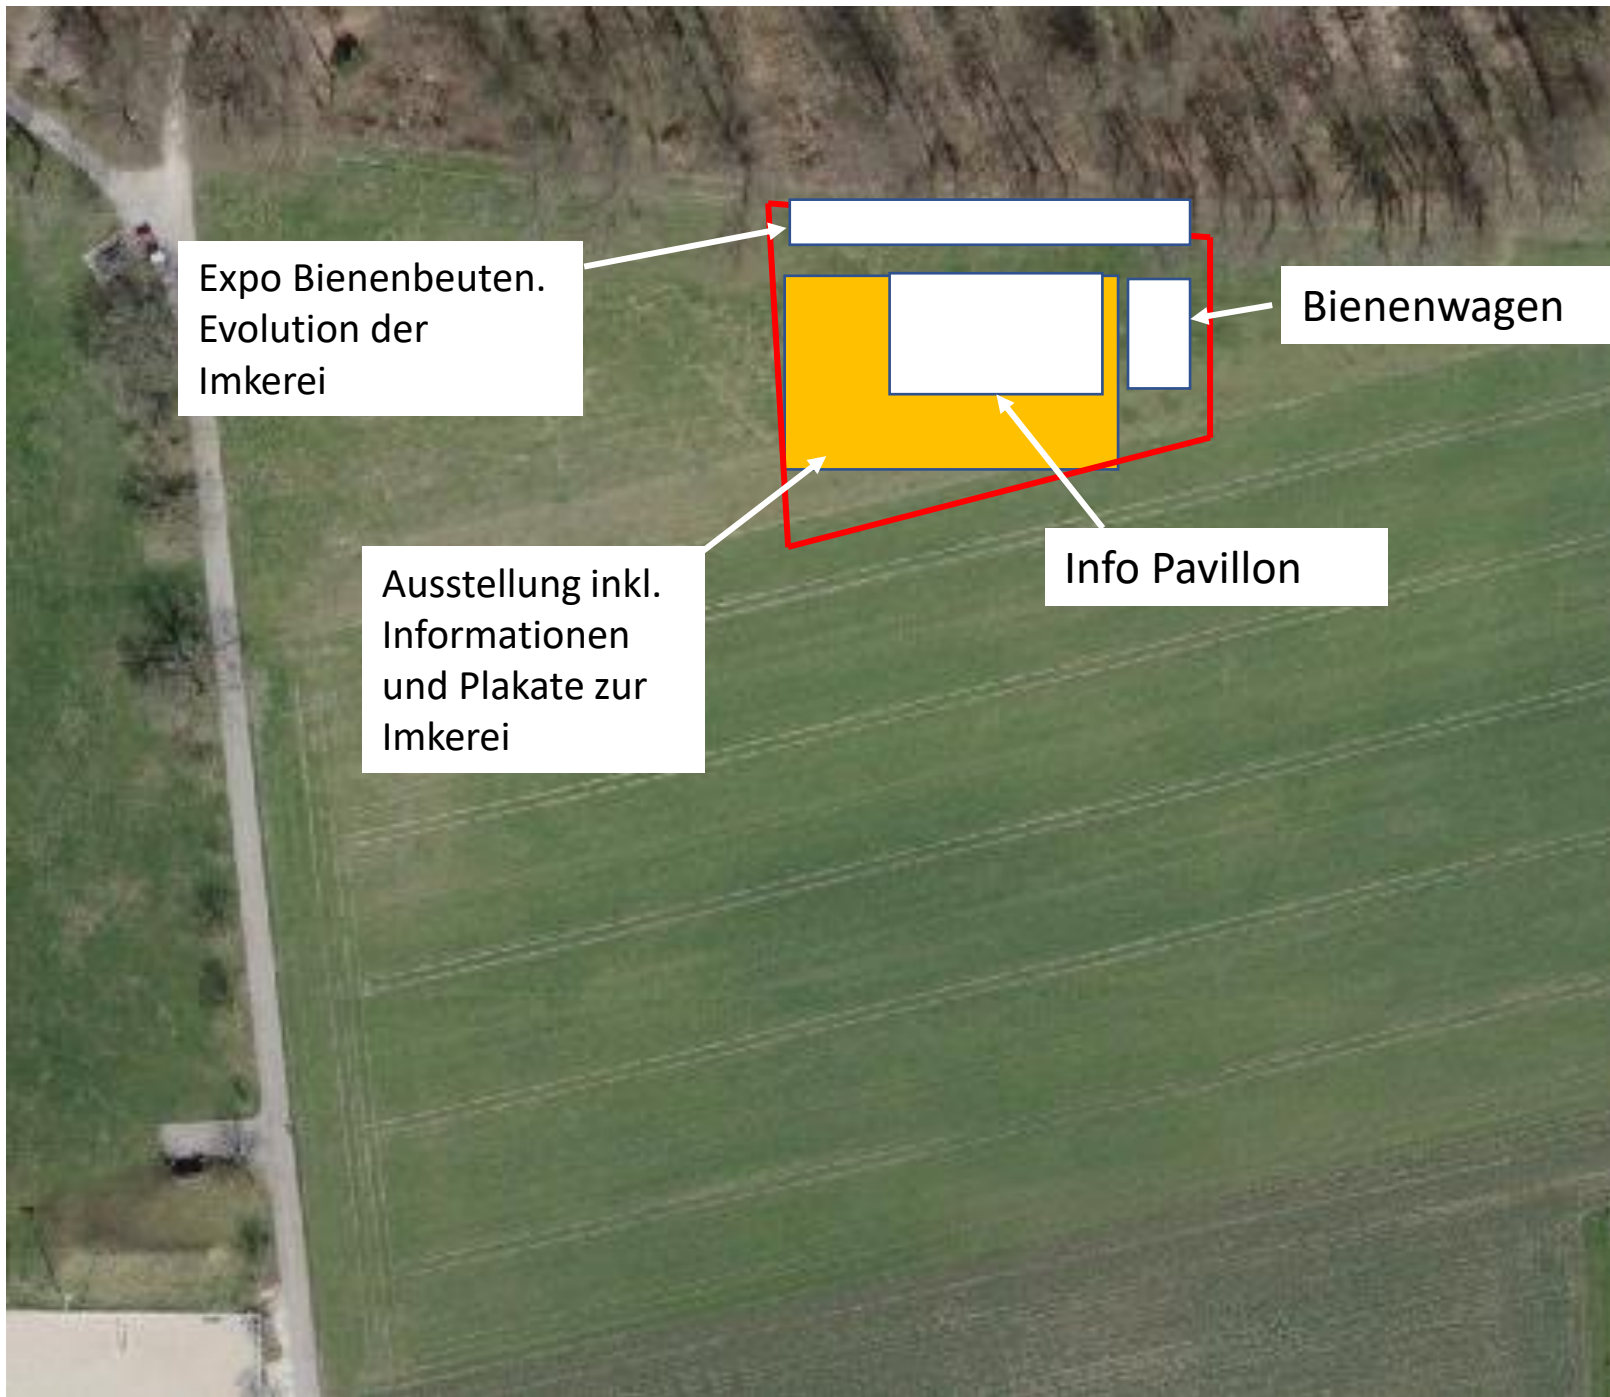 Expo Bienenbeuten.
Evolution der
Imkerei
Bienenwagen
Ausstellung inkl.
Informationen
und Plakate zur
Imkerei
Info Pavillon